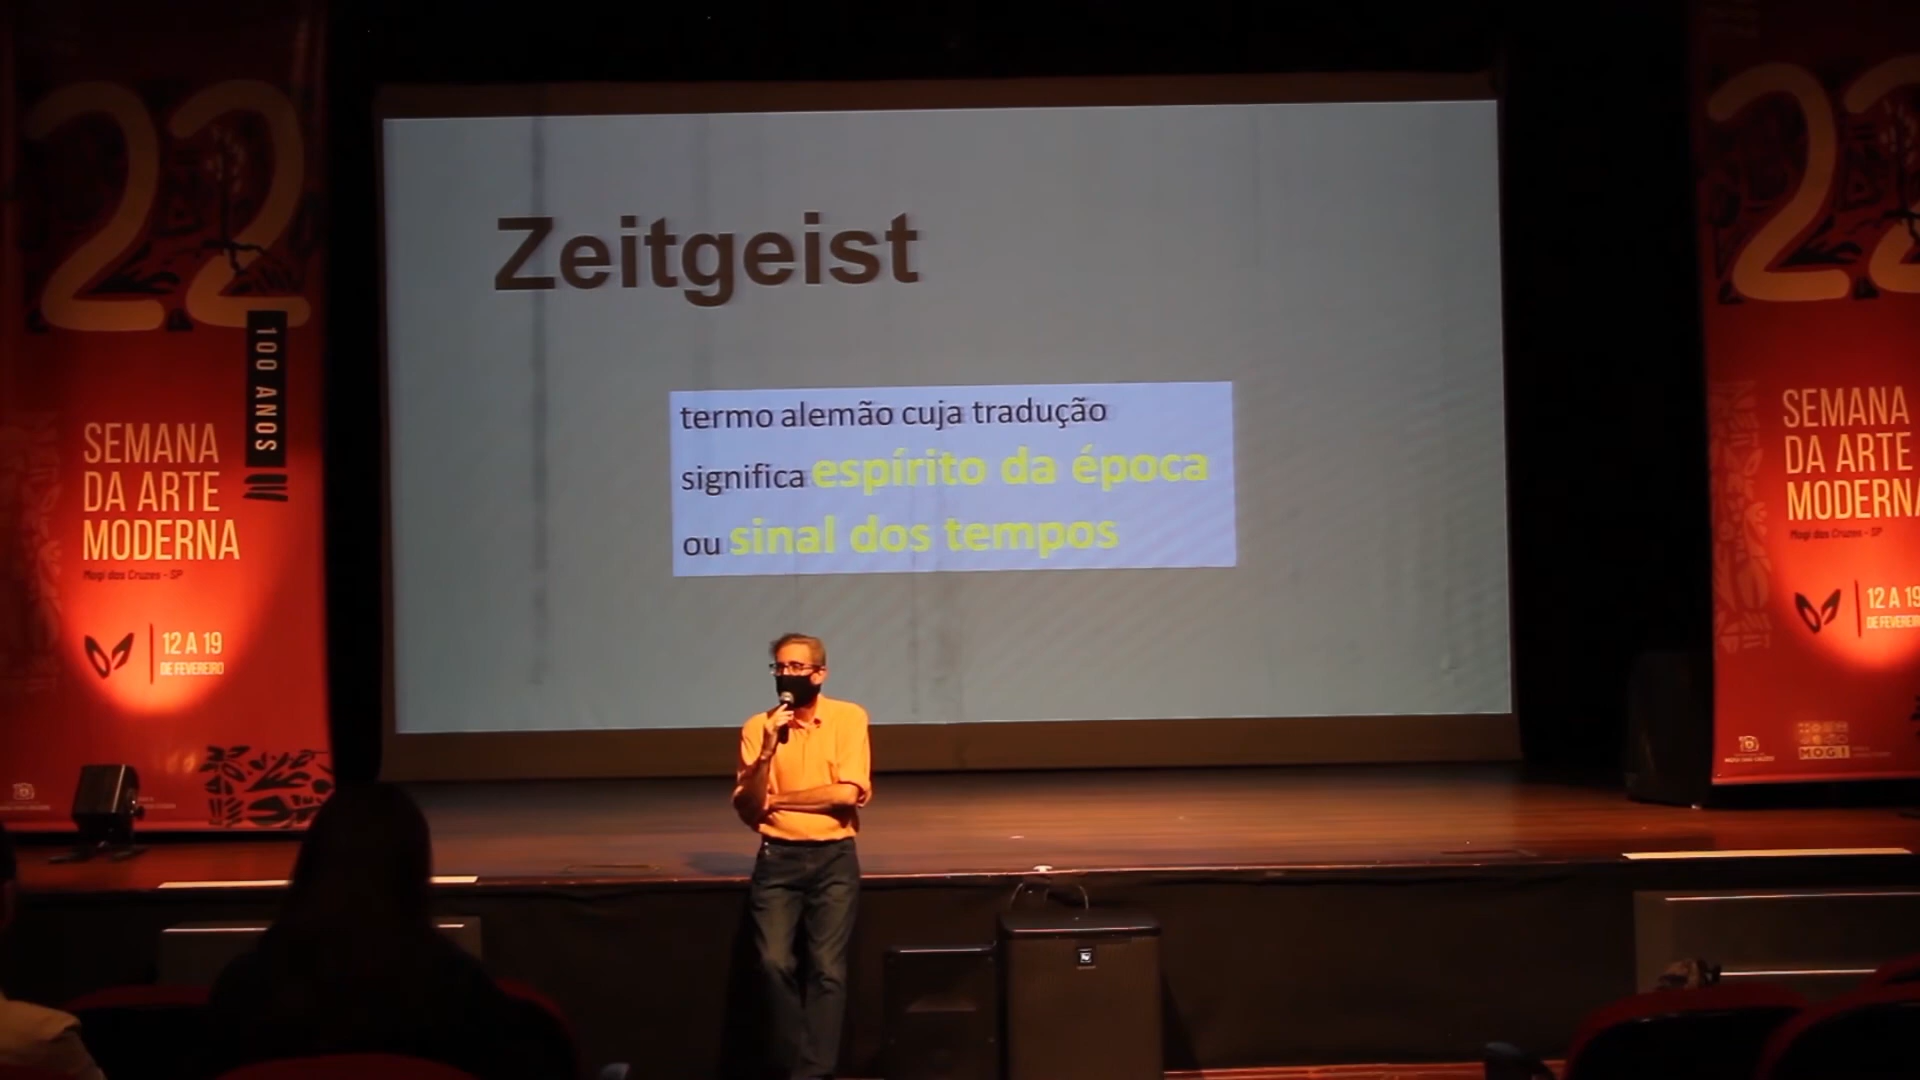 22
100 ANOS
SEMANA
DA ARTE
MODERNA
Mogi das Cruzes - SP
12 A 19
DE FEVEREIRO
Zeitgeist
termo alemão cuja tradução
significa espírito da época
ou sinal dos tempos
22
SEMANA
DA ARTE
MODERNA
Mogi das Cruzes - SP
12 A 19
DE FEVEREIRO
MOGI